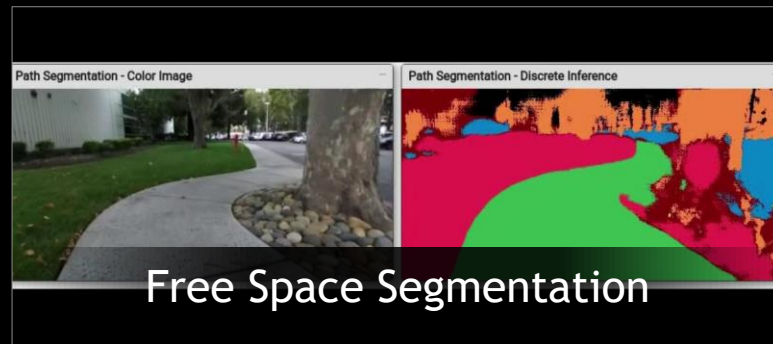 Path Segmentation - Color Image
Path Segmentation - Discrete Inference
Free Space Segmentation